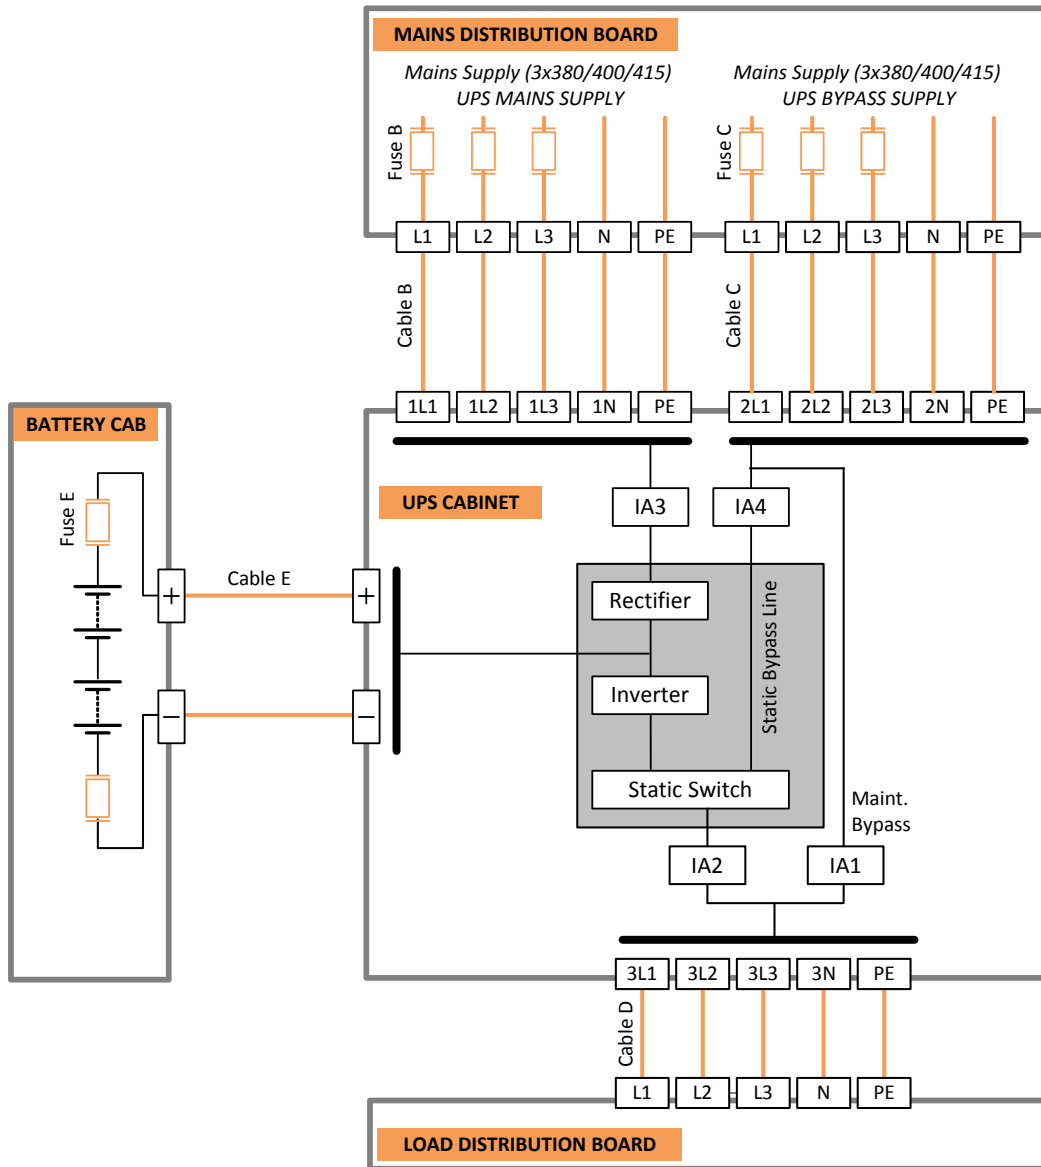 MAINS DISTRIBUTION BOARD
Mains Supply (3x380/400/415)
UPS MAINS SUPPLY
Mains Supply (3x380/400/415)
UPS BYPASS SUPPLY
Fuse B
Fuse C
L1 L2 L3 N PE L1 L2 L3 N PE
Cable B
Cable C
1L1 1L2 1L3 1N PE 2L1 2L2 2L3 2N PE
BATTERY CAB
Fuse E
UPS CABINET
IA3 IA4
Cable E
+ +
Rectifier
Static Bypass Line
Inverter
− −
Static Switch
Maint.
Bypass
IA2 IA1
3L1 3L2 3L3 3N PE
Cable D
L1 L2 L3 N PE
LOAD DISTRIBUTION BOARD